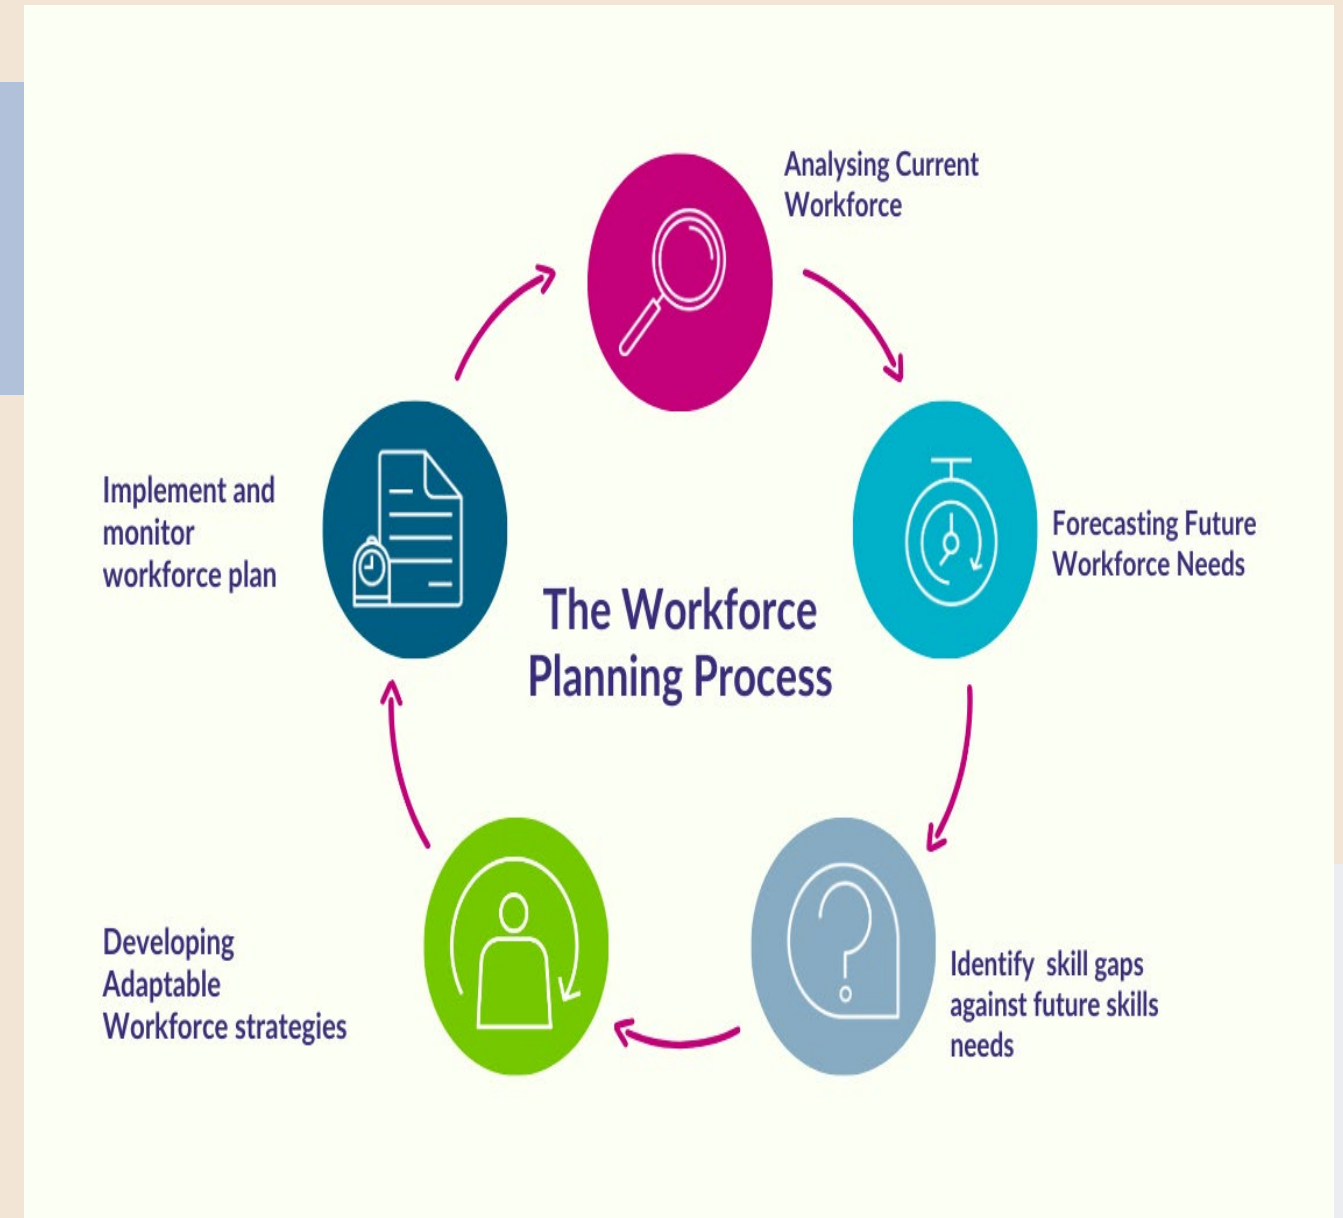 Analysing Current
Workforce
Forecasting Future
Workforce Needs
Identify  skill gaps
against future skills
needs
Developing
Adaptable
Workforce strategies
Implement and
monitor
workforce plan
The Workforce
Planning Process